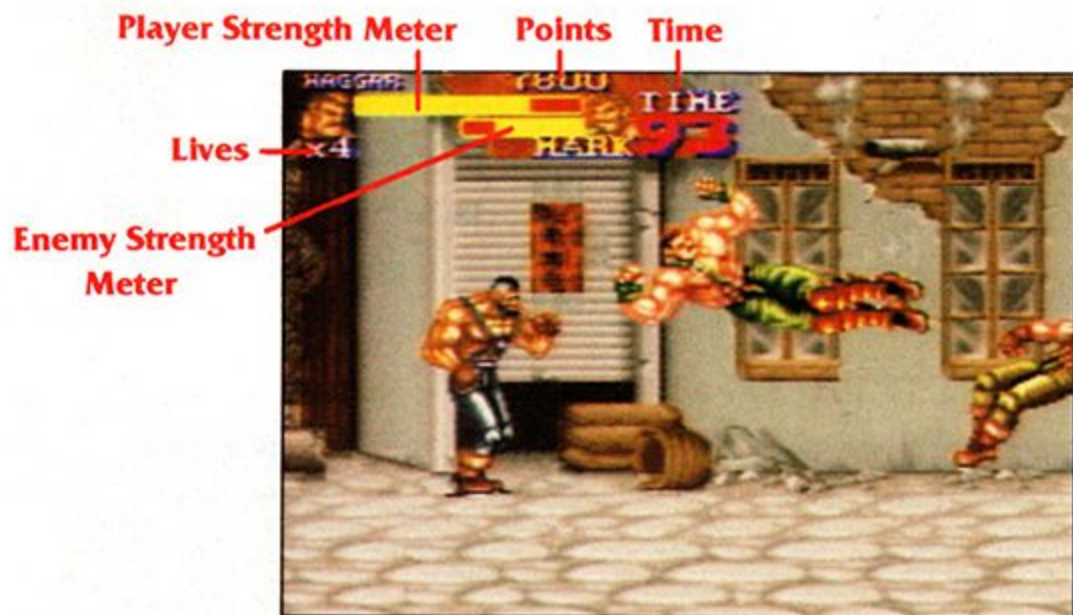 Player Strength Meter Points Time
HAGGAR 7800
TIME
Lives x4 HARK 93
Enemy Strength
Meter